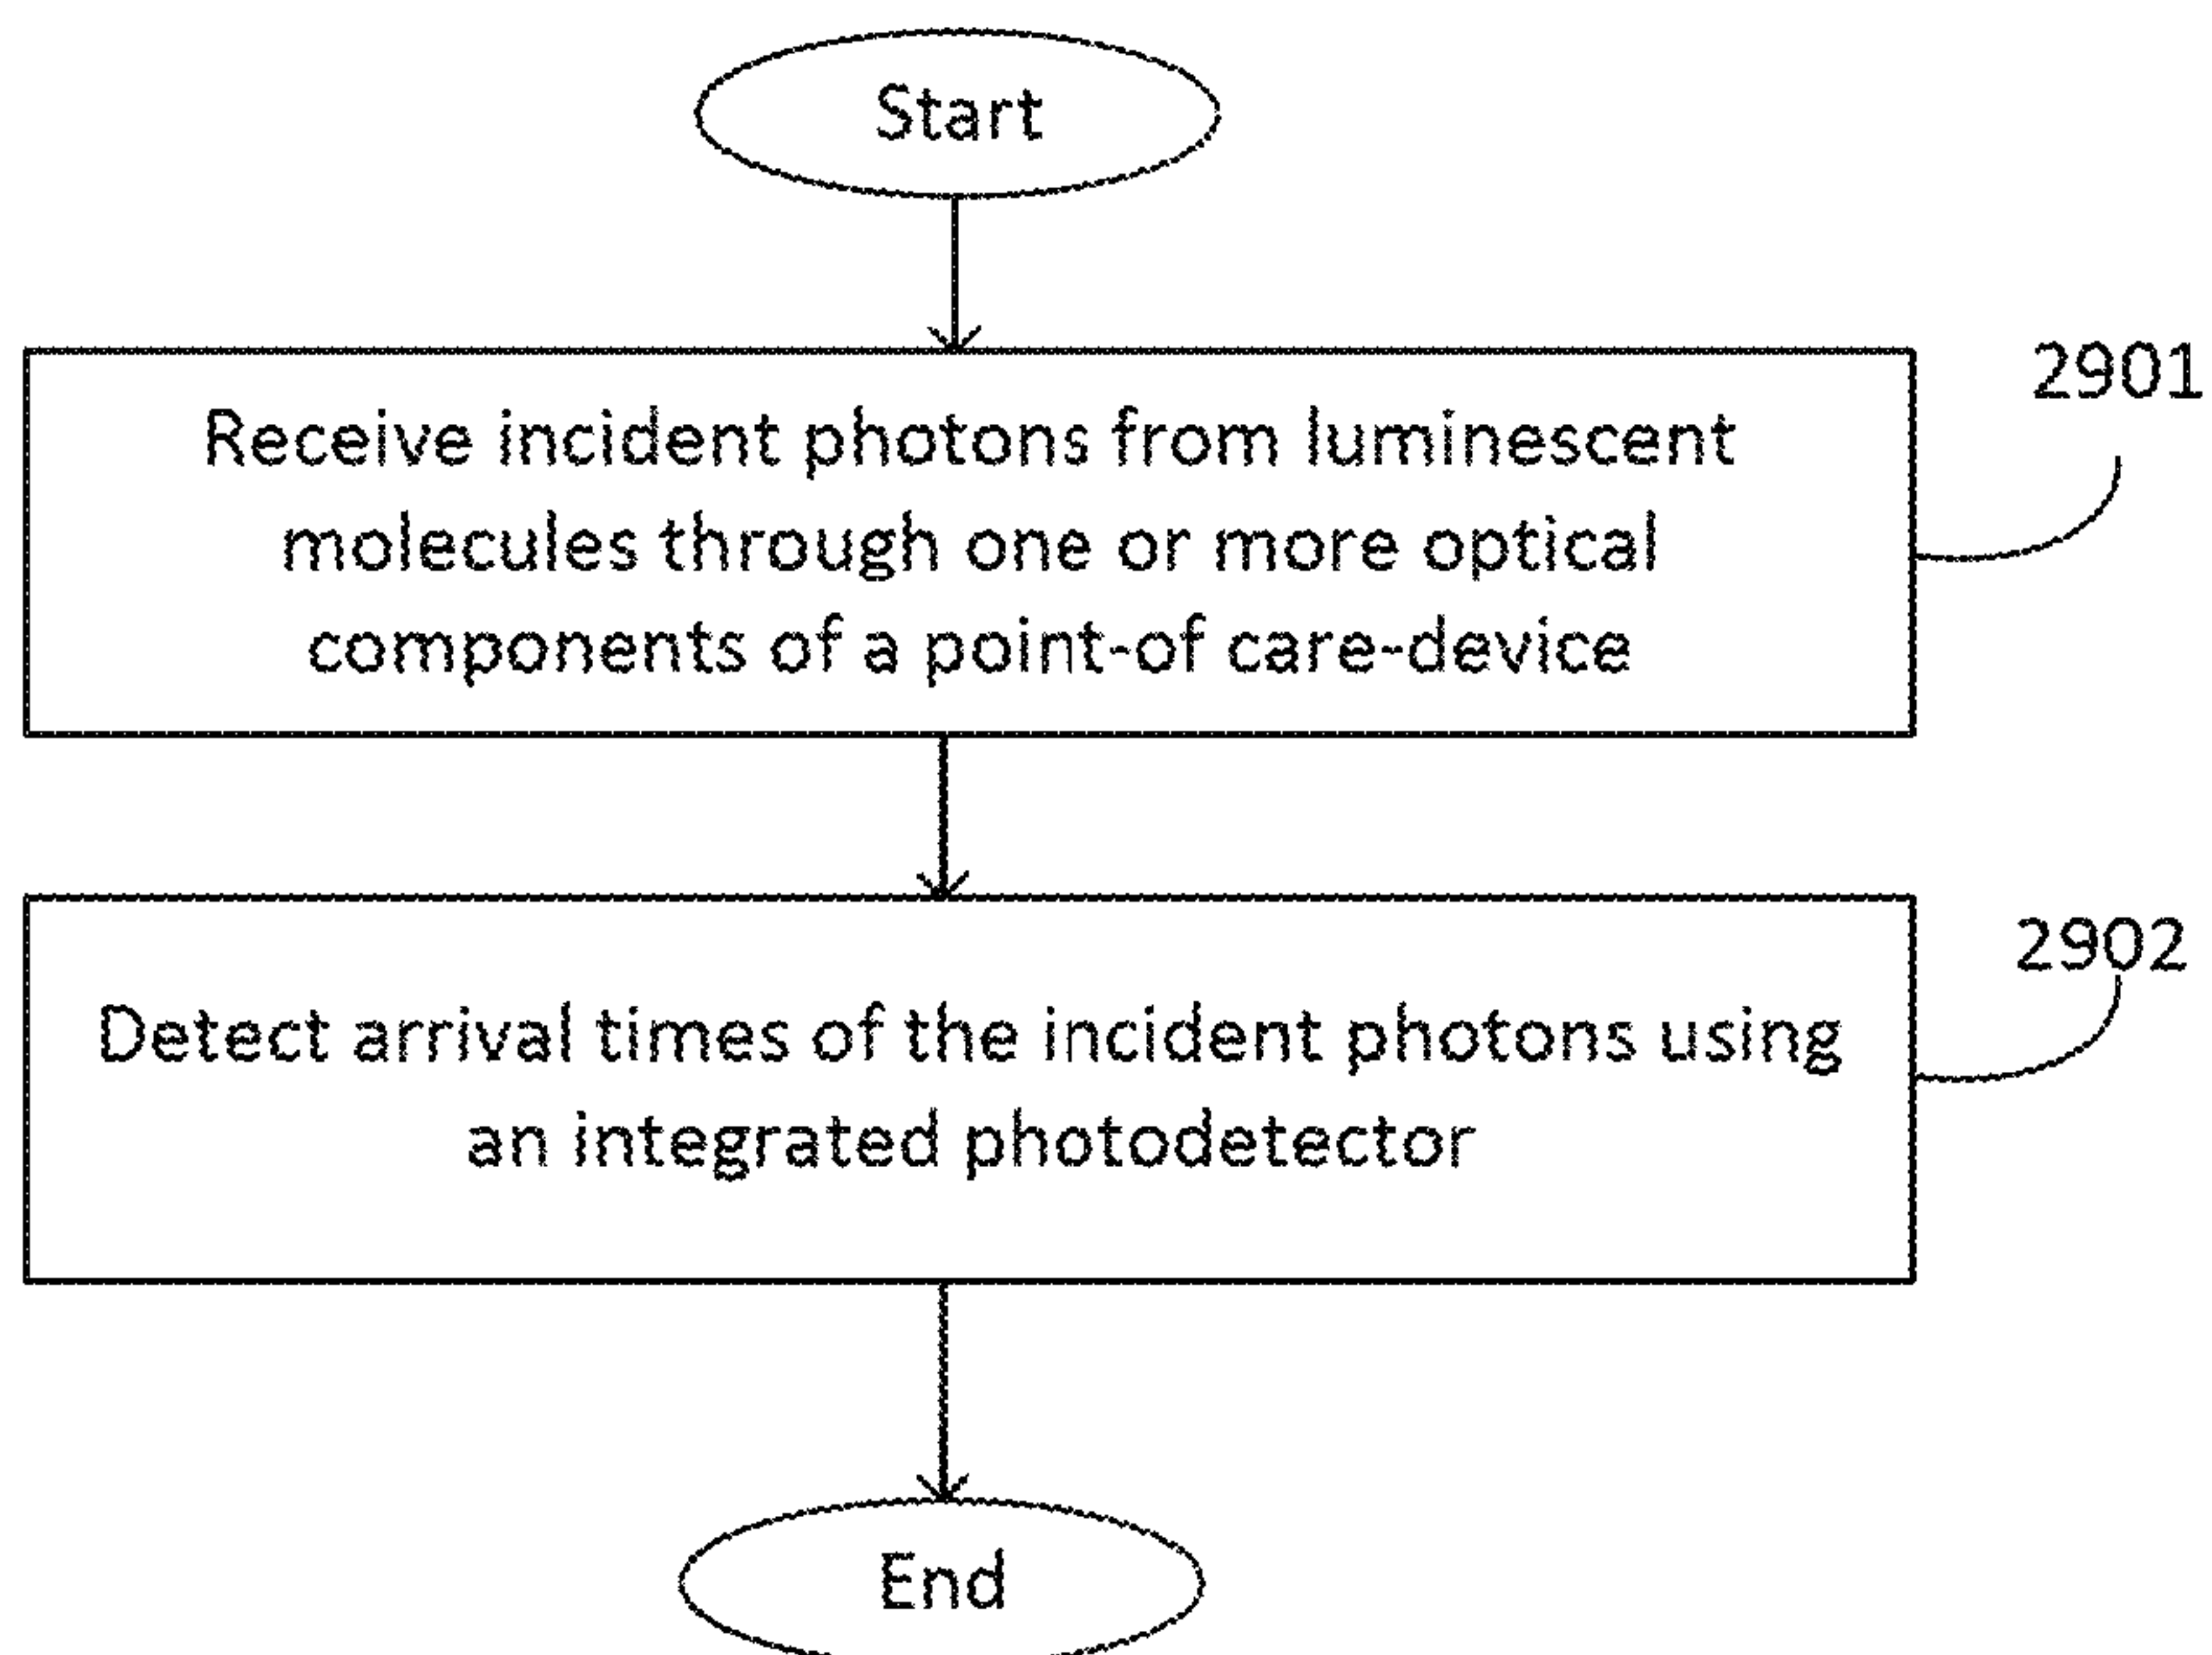 Start
2901
Receive incident photons from luminescent
molecules through one or more optical
components of a point-of care-device
2902
Detect arrival times of the incident photons using
an integrated photodetector
End